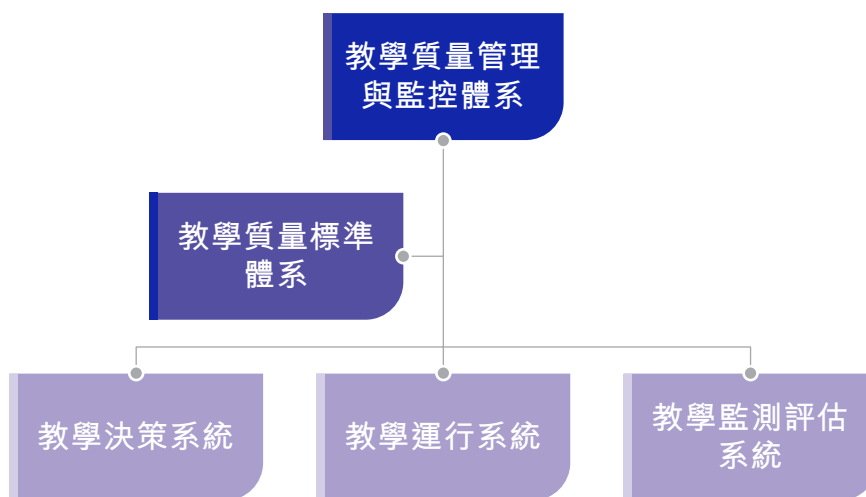 教學質量管理
與監控體系
教學質量標準
體系
教學決策系統
教學運行系統
教學監測評估
系統